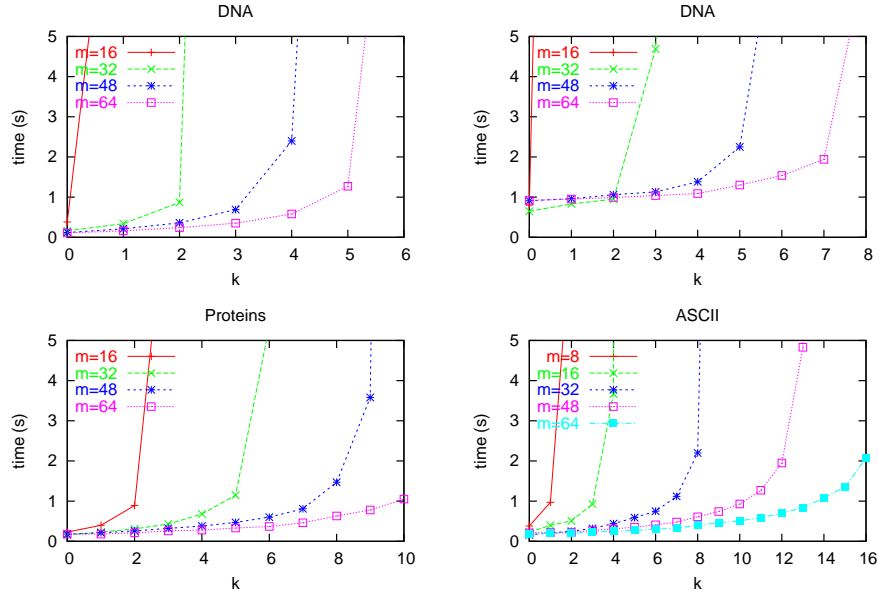 DNA
5
4
3
2
1
0
time (s)
m=16
m=32
m=48
m=64
0 1 2 3 4 5 6
k
DNA
5
4
3
2
1
0
time (s)
m=16
m=32
m=48
m=64
0 1 2 3 4 5 6 7 8
k
Proteins
5
4
3
2
1
0
time (s)
m=16
m=32
m=48
m=64
0 2 4 6 8 10
k
ASCII
5
4
3
2
1
0
time (s)
m=8
m=16
m=32
m=48
m=64
0 2 4 6 8 10 12 14 16
k